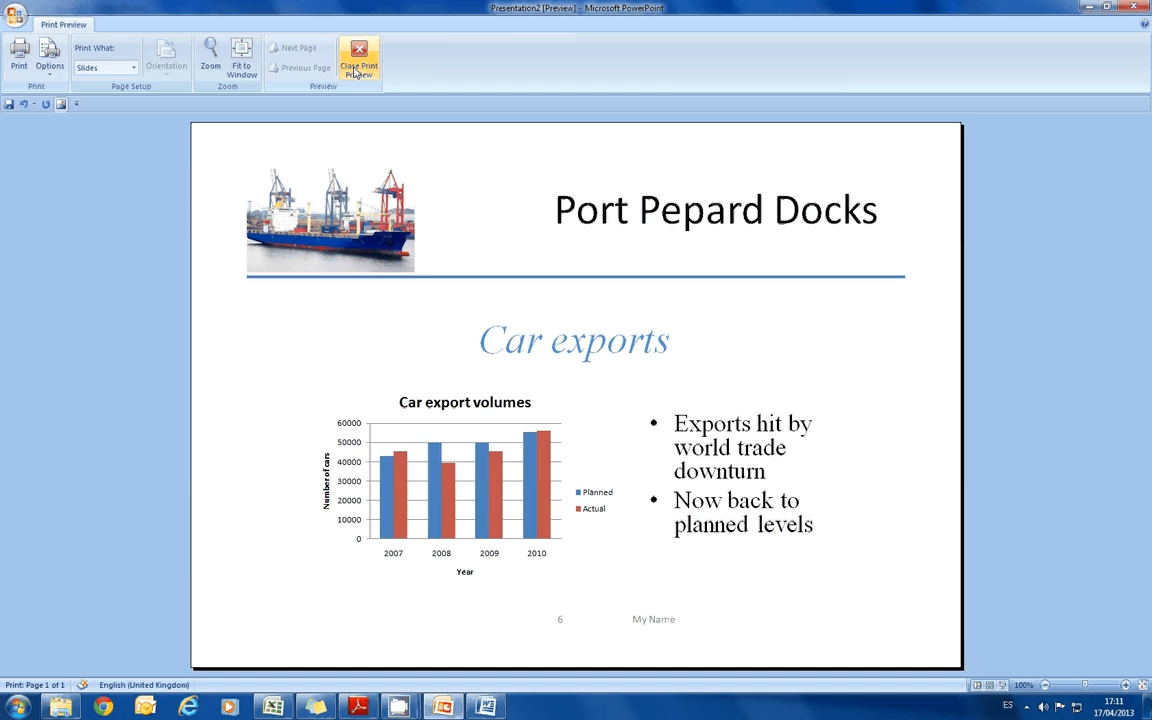 Presentation2 [Preview] - Microsoft PowerPoint
Print Preview
Print
Options
Print What:
Slides
Orientation
Zoom
Fit to
Window
Next Page
Previous Page
Close Print
Preview
Print
Page Setup
Zoom
Preview
Port Pepard Docks
Car exports
Car export volumes
60000
50000
40000
30000
20000
10000
0
Number of cars
2007
2008
2009
2010
Year
Planned
Actual
• Exports hit by
world trade
downturn
• Now back to
planned levels
6
My Name
Print: Page 1 of 1
English (United Kingdom)
100%
ES
17:11
17/04/2013